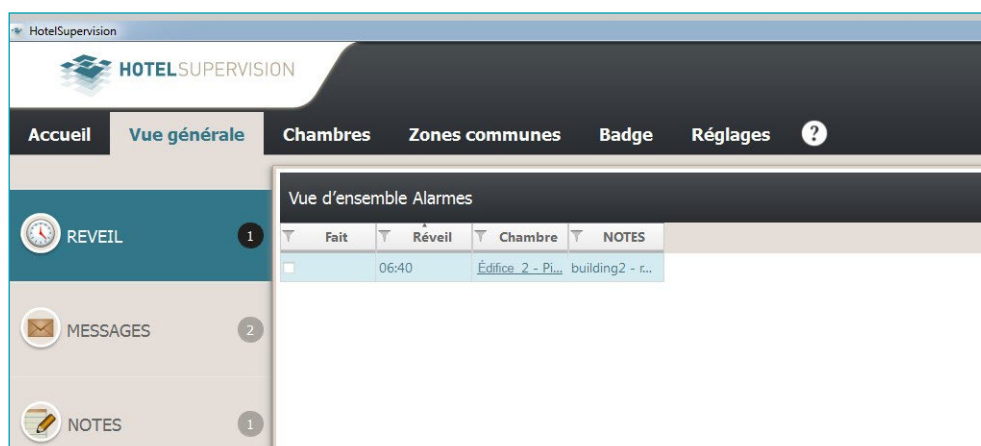 HotelSupervision
HOTELSUPERVISION
Accueil Vue générale Chambres Zones communes Badge Réglages ?
Vue d'ensemble Alarmes
REVEIL 1
Fait Réveil Chambre NOTES
06:40 Édifice 2 - Pi... building2 - r...
MESSAGES 2
NOTES 1